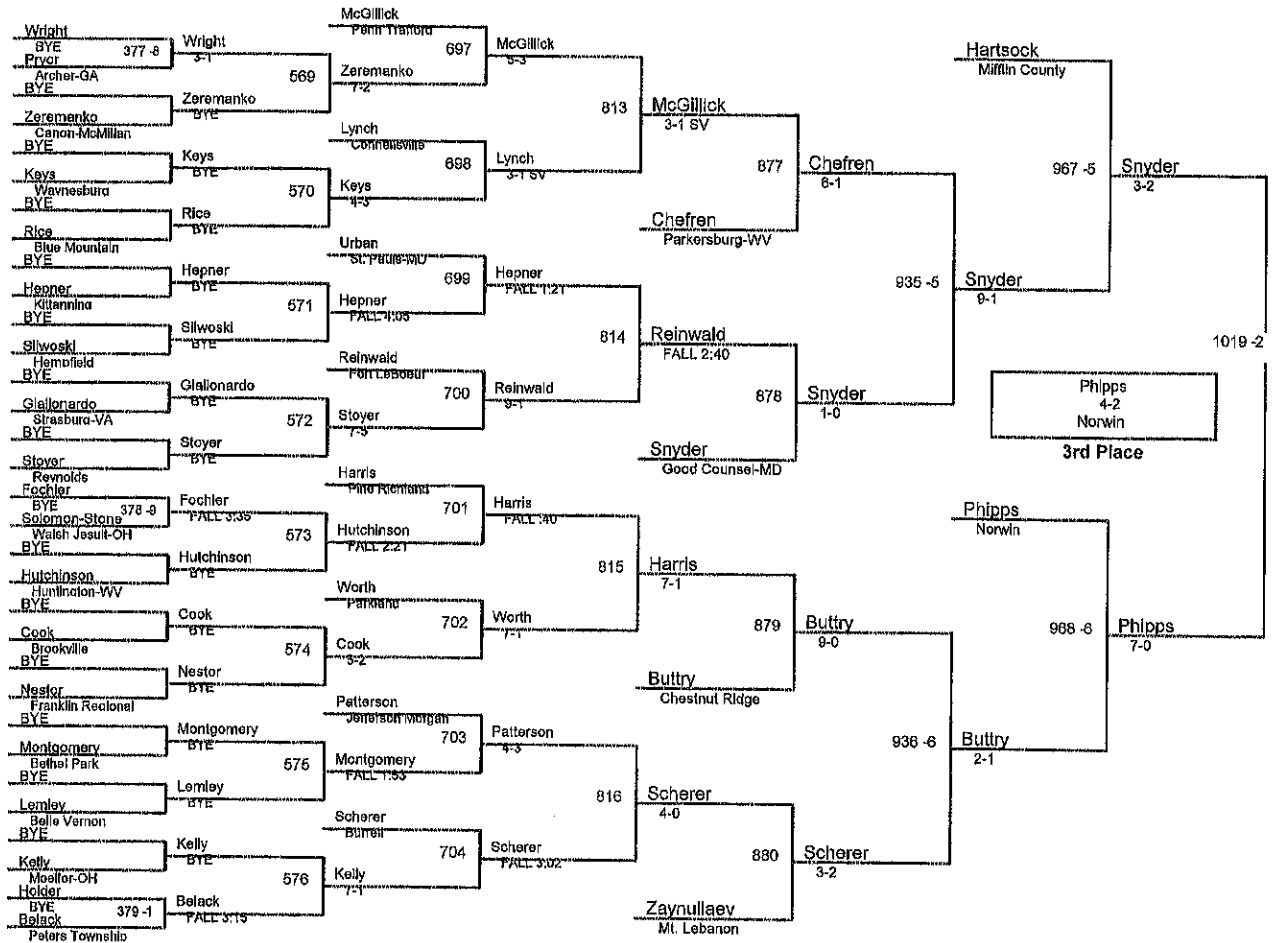 Wright
BYE
377 -8
Pryor
Archer-GA
BYE
Zeremanko
Canon-McMillan
BYE
Keys
Waynesburg
BYE
Rice
Blue Mountain
BYE
Hepner
Kittanning
BYE
Silwoski
Hempfield
BYE
Giallonardo
Strasburg-VA
BYE
Stoyer
Reynolds
Fochler
BYE
378 -9
Solomon-Stone
Walsh Jesuit-OH
BYE
Hutchinson
Huntington-WV
BYE
Cook
Brookville
BYE
Nestor
Franklin Regional
BYE
Montgomery
Bethel Park
BYE
Lemley
Belle Vernon
BYE
Kelly
Moeller-OH
Holder
BYE
379 -1
Belack
Peters Township
Wright
3-1
569
Zeremanko
BYE
Keys
BYE
570
Rice
BYE
Hepner
BYE
571
Silwoski
BYE
Giallonardo
BYE
572
Stoyer
BYE
Fochler
FALL 3:35
573
Hutchinson
BYE
Cook
BYE
574
Nestor
BYE
Montgomery
BYE
575
Lemley
BYE
Kelly
BYE
576
Belack
FALL 3:15
McGillick
Penn Trafford
697
Zeremanko
7-2
Lynch
Connellsville
698
Keys
4-3
Urban
St. Pauls-MD
699
Hepner
FALL 4:05
Reinwald
Fort LeBoeuf
700
Stoyer
7-5
Harris
Pine Richland
701
Hutchinson
FALL 2:21
Worth
Parkland
702
Cook
3-2
Patterson
Jefferson Morgan
703
Montgomery
FALL 1:53
Scherer
Burrell
704
Kelly
7-1
McGillick
5-3
813
Lynch
3-1 SV
Hepner
FALL 1:21
814
Reinwald
9-1
Harris
FALL :40
815
Worth
7-1
Patterson
4-3
816
Scherer
FALL 3:02
McGillick
3-1 SV
877
Chefren
Parkersburg-WV
Reinwald
FALL 2:40
878
Snyder
Good Counsel-MD
Harris
7-1
879
Buttry
Chestnut Ridge
Scherer
4-0
880
Zaynullaev
Mt. Lebanon
Chefren
6-1
935 -5
Snyder
1-0
Buttry
9-0
936 -6
Scherer
3-2
Hartsock
Mifflin County
967 -5
Snyder
9-1
Phipps
Norwin
968 -6
Buttry
2-1
Snyder
3-2
1019 -2
Phipps
7-0
Phipps
4-2
Norwin
3rd Place